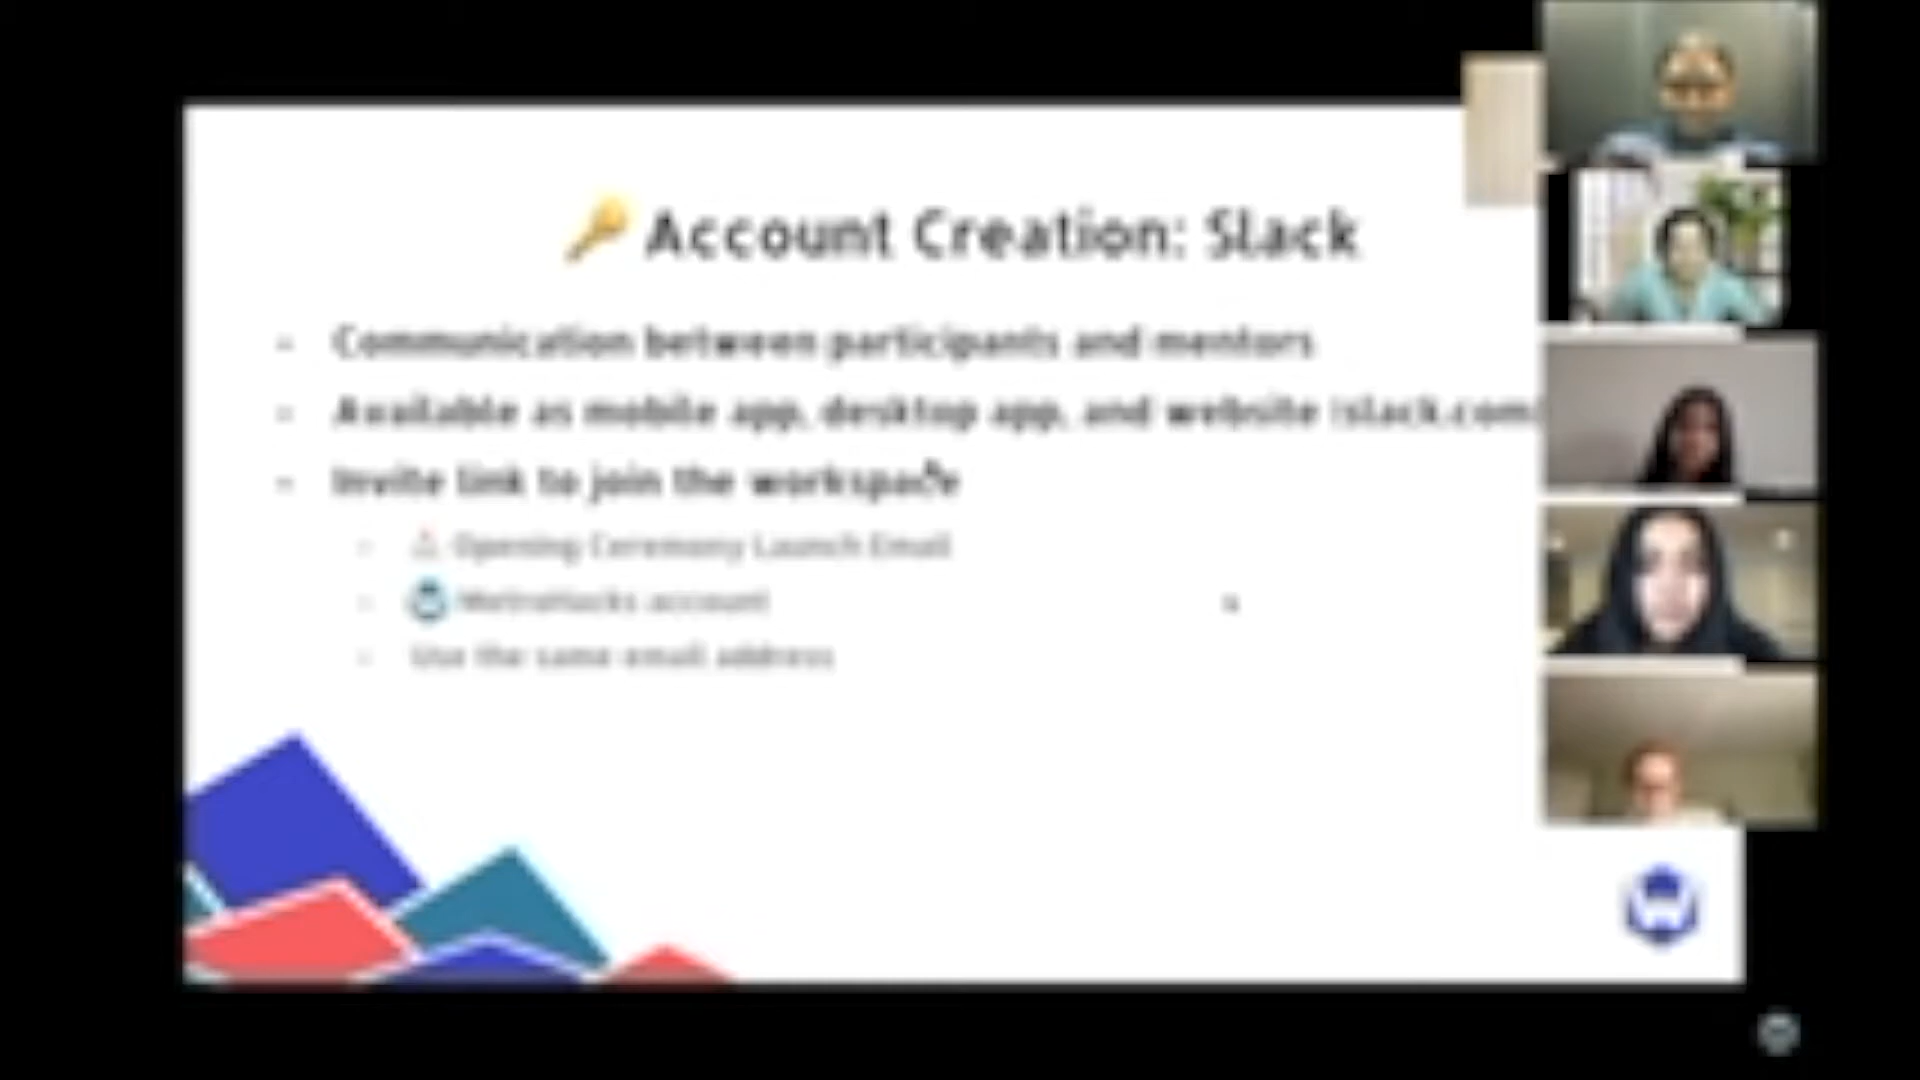 Account Creation: Slack
- Communication between participants and mentors
- Available as mobile app, desktop app, and website (slack.com)
- Invite link to join the workspace
- Opening Ceremony Launch Email
- MetroHacks account
- Use the same email address